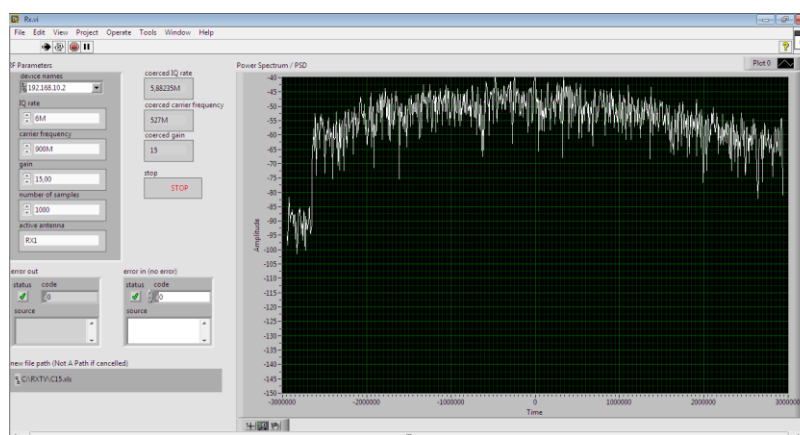 Rx.vi
File Edit View Project Operate Tools Window Help
RF Parameters
device names
192.168.10.2
IQ rate
6M
carrier frequency
900M
gain
15,00
number of samples
1000
active antenna
RX1
coerced IQ rate
5,88235M
coerced carrier frequency
527M
coerced gain
15
stop
STOP
error out
status code
0
source
error in (no error)
status code
0
source
new file path (Not A Path if cancelled)
C:\RXTV\C15.xls
Power Spectrum / PSD
Plot 0
Amplitude
-40
-45
-50
-55
-60
-65
-70
-75
-80
-85
-90
-95
-100
-105
-110
-115
-120
-125
-130
-135
-140
-145
-150
-3000000 -2000000 -1000000 0 1000000 2000000 3000000
Time